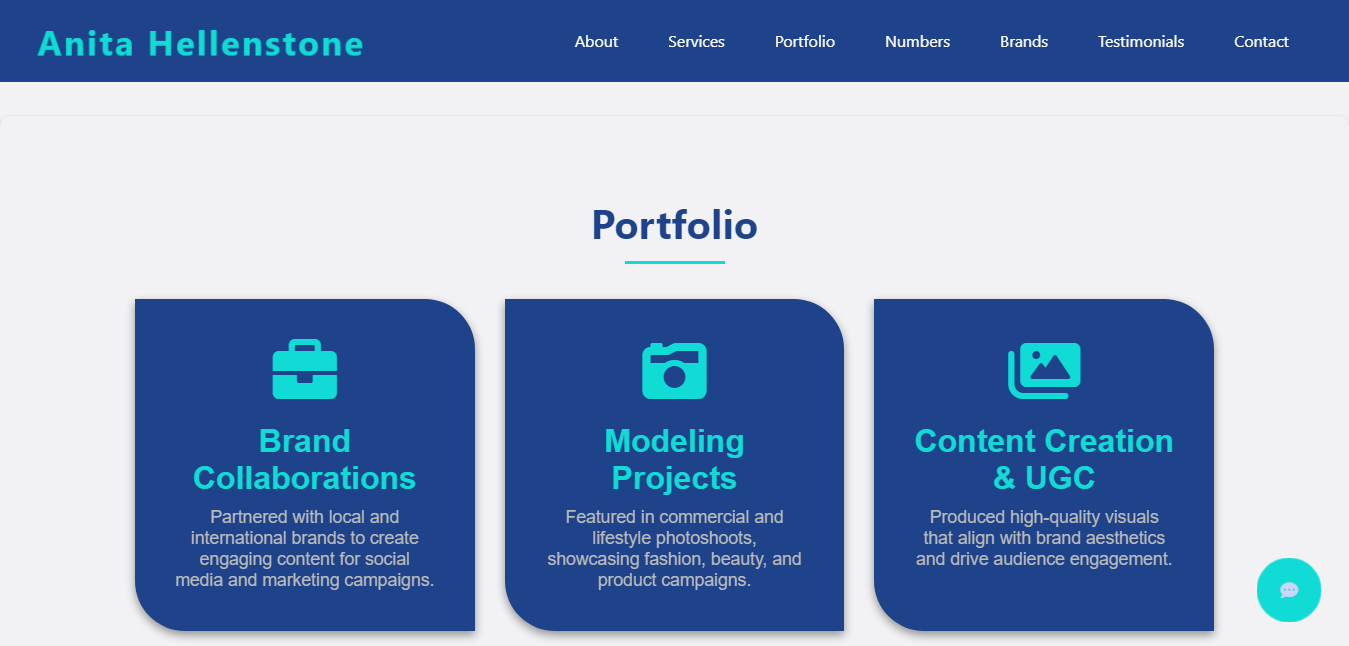 Anita Hellenstone
About Services Portfolio Numbers Brands Testimonials Contact
Portfolio
Brand
Collaborations
Partnered with local and
international brands to create
engaging content for social
media and marketing campaigns.
Modeling
Projects
Featured in commercial and
lifestyle photoshoots,
showcasing fashion, beauty, and
product campaigns.
Content Creation
& UGC
Produced high-quality visuals
that align with brand aesthetics
and drive audience engagement.